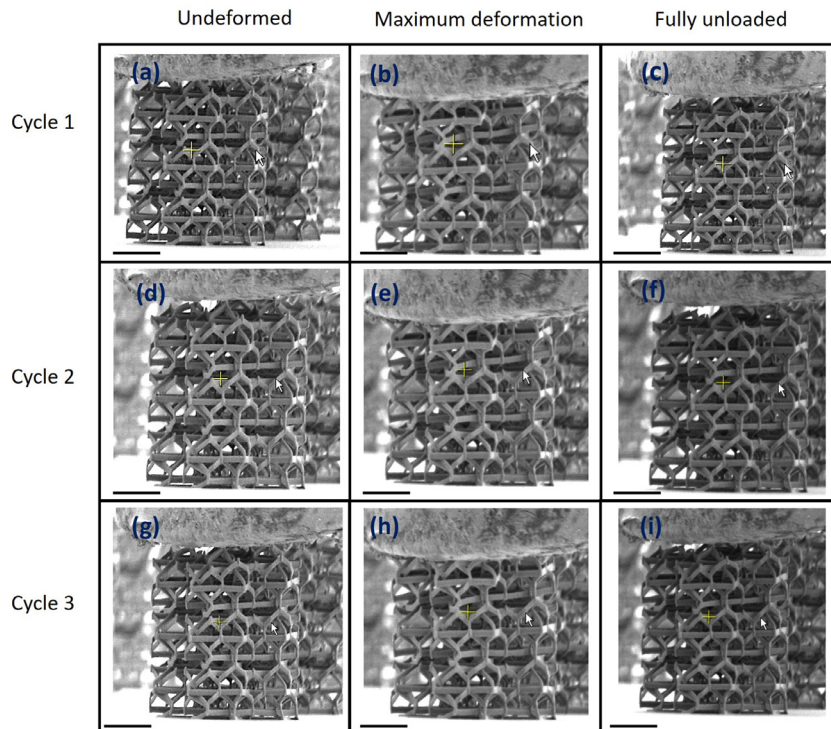 Undeformed Maximum deformation Fully unloaded
Cycle 1 (a) (b) (c)
Cycle 2 (d) (e) (f)
Cycle 3 (g) (h) (i)